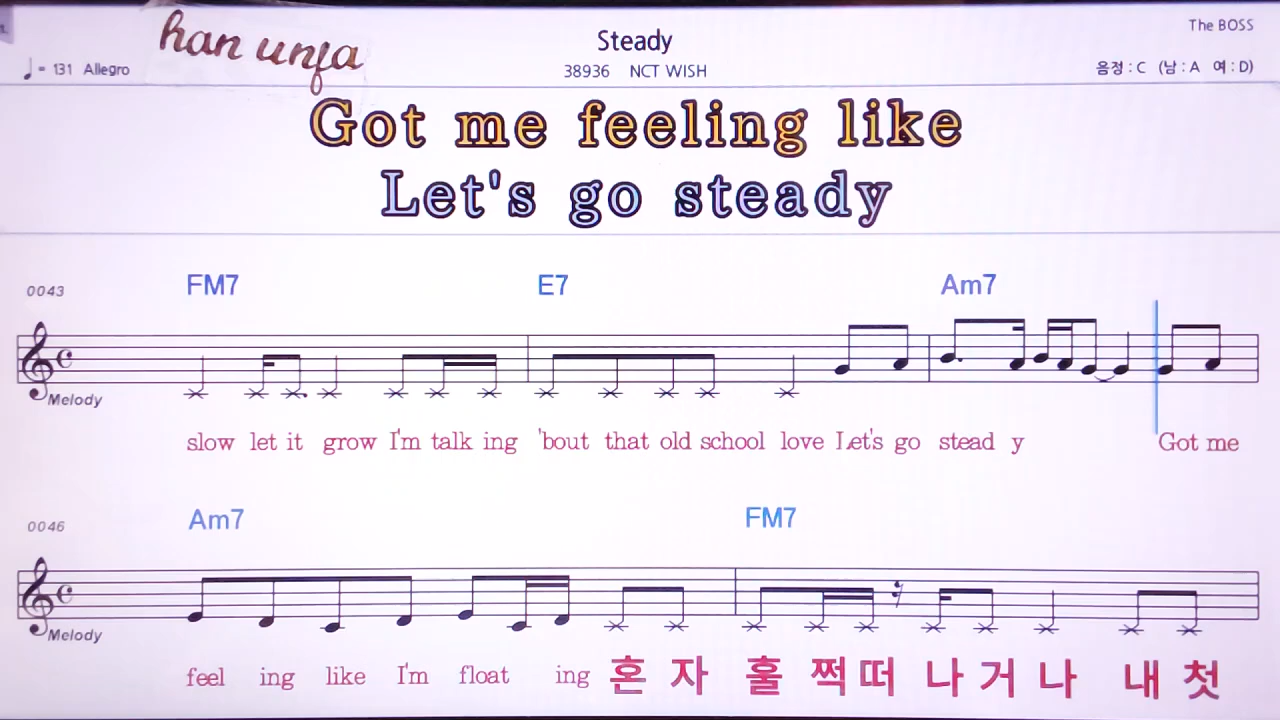 han unfa
Steady
The BOSS
♩= 131 Allegro
38936 NCT WISH
음정 : C (남 : A 여 : D)
Got me feeling like
Let's go steady
0043
FM7 E7 Am7
Melody
slow let it grow I'm talk ing 'bout that old school love Let's go stead y Got me
0046
Am7 FM7
Melody
feel ing like I'm float ing 혼 자 훌 쩍 떠 나 거 나 내 첫